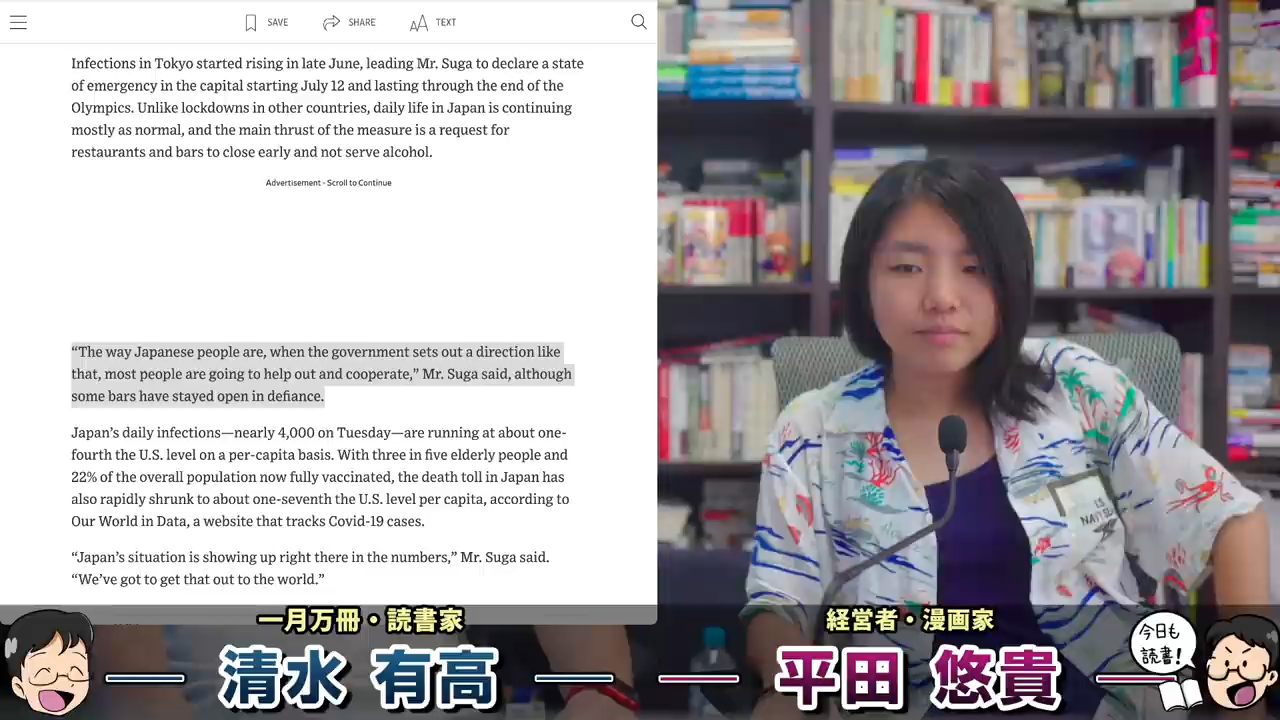 SAVE
SHARE
TEXT
Infections in Tokyo started rising in late June, leading Mr. Suga to declare a state
of emergency in the capital starting July 12 and lasting through the end of the
Olympics. Unlike lockdowns in other countries, daily life in Japan is continuing
mostly as normal, and the main thrust of the measure is a request for
restaurants and bars to close early and not serve alcohol.
Advertisement - Scroll to Continue
“The way Japanese people are, when the government sets out a direction like
that, most people are going to help out and cooperate,” Mr. Suga said, although
some bars have stayed open in defiance.
Japan’s daily infections—nearly 4,000 on Tuesday—are running at about one-
fourth the U.S. level on a per-capita basis. With three in five elderly people and
22% of the overall population now fully vaccinated, the death toll in Japan has
also rapidly shrunk to about one-seventh the U.S. level per capita, according to
Our World in Data, a website that tracks Covid-19 cases.
“Japan’s situation is showing up right there in the numbers,” Mr. Suga said.
“We’ve got to get that out to the world.”
一月万冊・読書家
清水 有高
経営者・漫画家
平田 悠貴
今日も
読書!